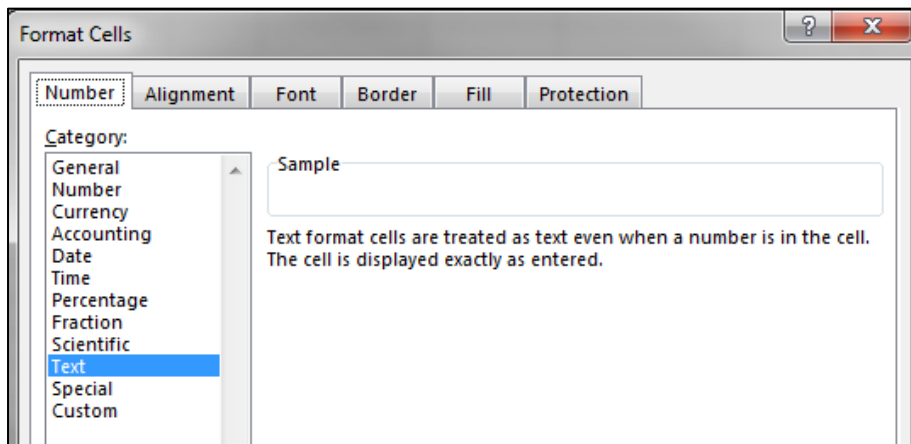 Format Cells
Number Alignment Font Border Fill Protection
Category:
General
Number
Currency
Accounting
Date
Time
Percentage
Fraction
Scientific
Text
Special
Custom
Sample
Text format cells are treated as text even when a number is in the cell.
The cell is displayed exactly as entered.